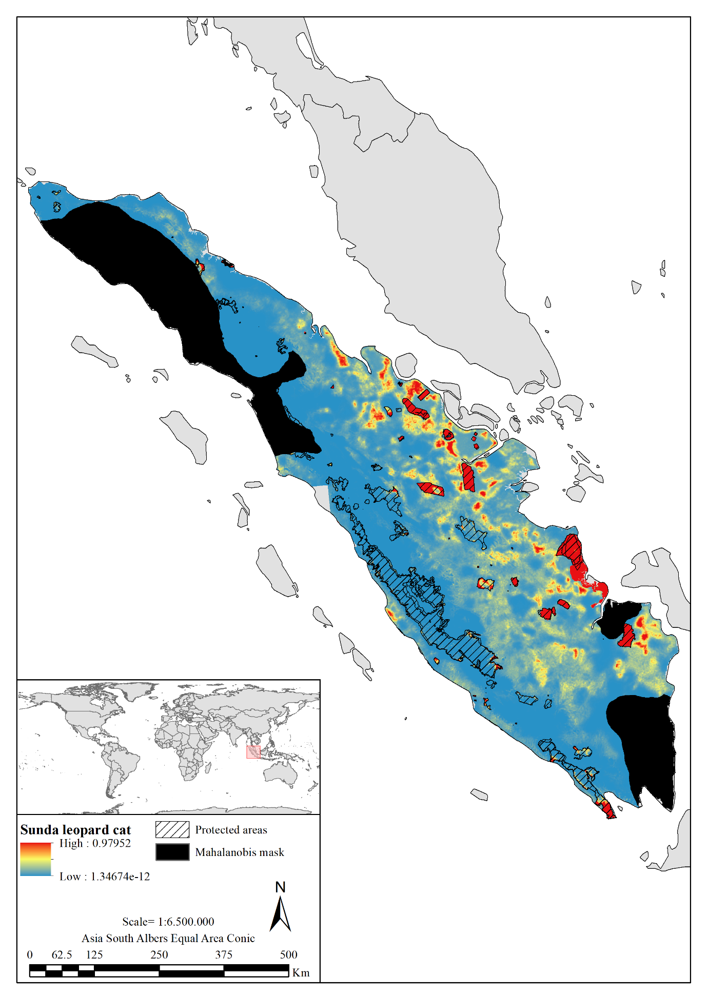 Sunda leopard cat
High : 0.97952
Low : 1.34674e-12
Protected areas
Mahalanobis mask
N
Scale= 1:6.500.000
Asia South Albers Equal Area Conic
0 62.5 125 250 375 500
Km